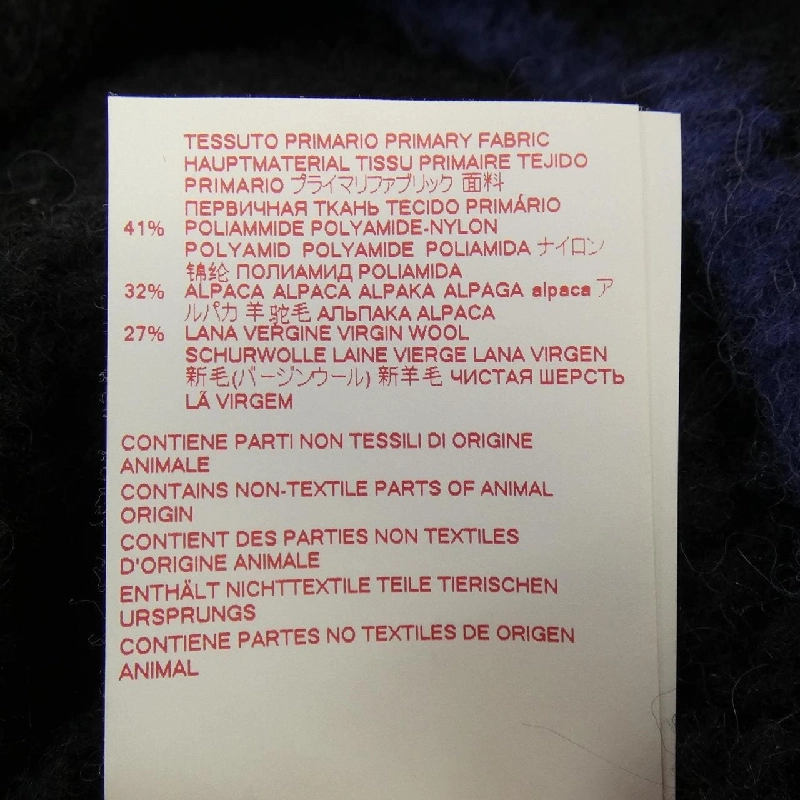 TESSUTO PRIMARIO PRIMARY FABRIC
HAUPTMATERIAL TISSU PRIMAIRE TEJIDO
PRIMARIO プライマリファブリック 面料
ПЕРВИЧНАЯ ТКАНЬ TECIDO PRIMÁRIO
41% POLIAMMIDE POLYAMIDE-NYLON
POLYAMID POLYAMIDE POLIAMIDA ナイロン
锦纶 ПОЛИАМИД POLIAMIDA
32% ALPACA ALPACA ALPAKA ALPAGA alpaca ア
ルパカ 羊驼毛 АЛЬПАКА ALPACA
27% LANA VERGINE VIRGIN WOOL
SCHURWOLLE LAINE VIERGE LANA VIRGEN
新毛(バージンウール) 新羊毛 ЧИСТАЯ ШЕРСТЬ
LÃ VIRGEM
CONTIENE PARTI NON TESSILI DI ORIGINE
ANIMALE
CONTAINS NON-TEXTILE PARTS OF ANIMAL
ORIGIN
CONTIENT DES PARTIES NON TEXTILES
D'ORIGINE ANIMALE
ENTHÄLT NICHTTEXTILE TEILE TIERISCHEN
URSPRUNGS
CONTIENE PARTES NO TEXTILES DE ORIGEN
ANIMAL